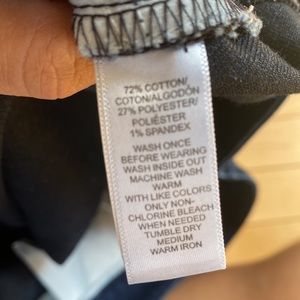 72% COTTON/
COTON/ALGODÓN
27% POLYESTER/
POLIÉSTER
1% SPANDEX
WASH ONCE
BEFORE WEARING
WASH INSIDE OUT
MACHINE WASH
WARM
WITH LIKE COLORS
ONLY NON-
CHLORINE BLEACH
WHEN NEEDED
TUMBLE DRY
MEDIUM
WARM IRON